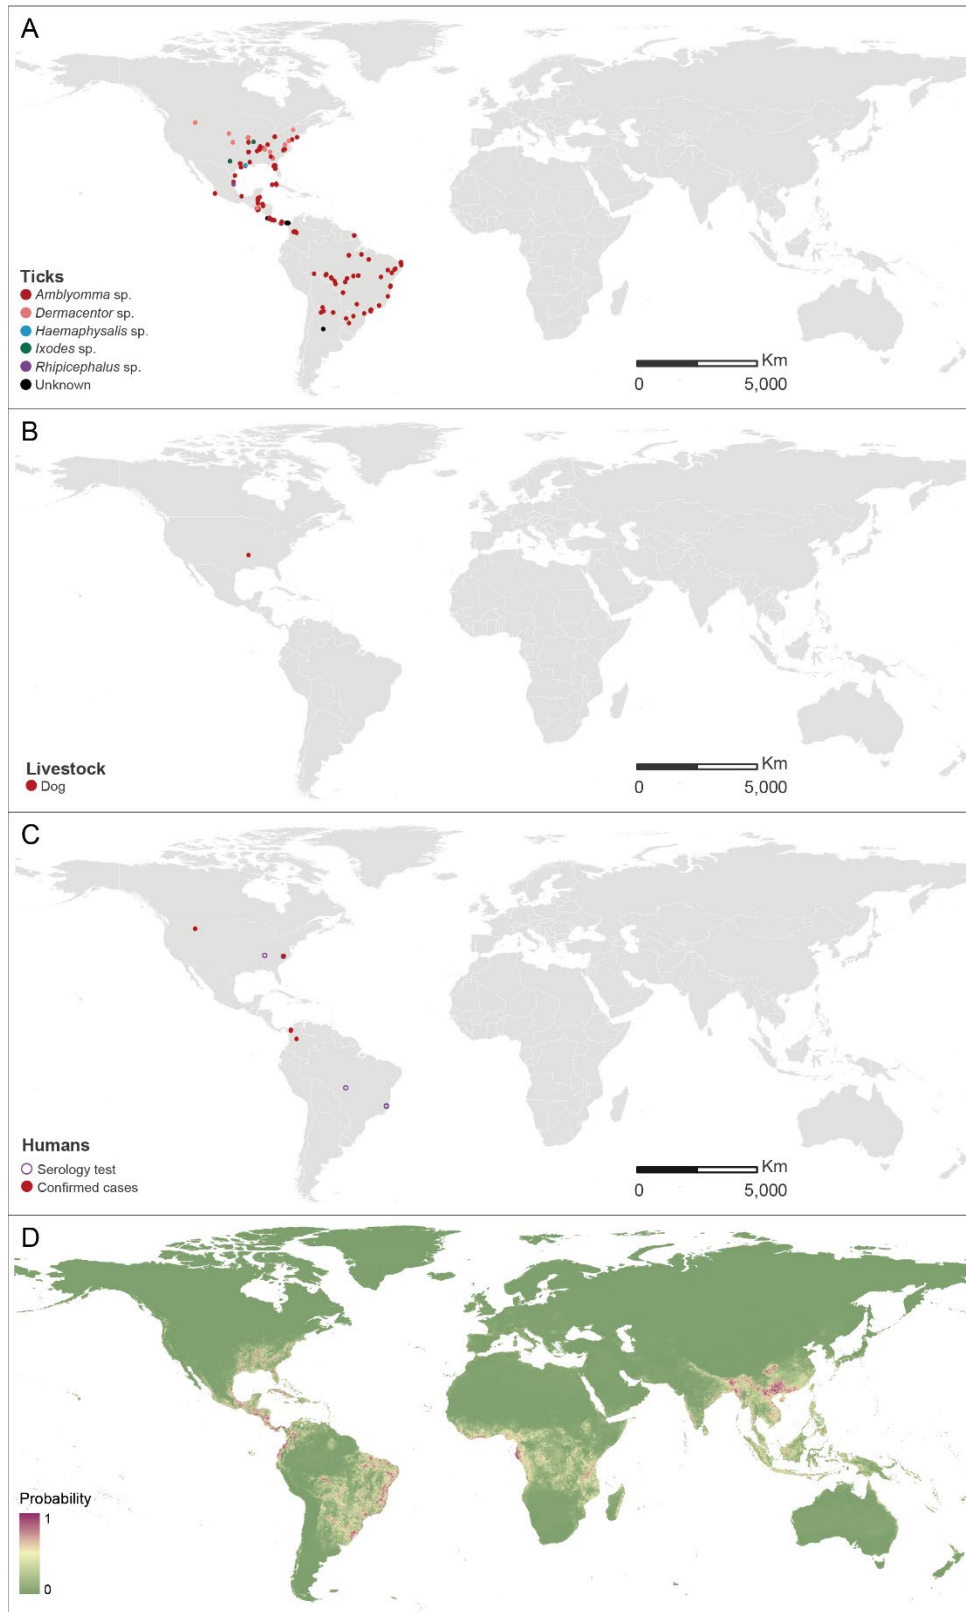 A
Ticks
Amblyomma sp.
Dermacentor sp.
Haemaphysalis sp.
Ixodes sp.
Rhipicephalus sp.
Unknown
Km
0 5,000
B
Livestock
Dog
Km
0 5,000
C
Humans
Serology test
Confirmed cases
Km
0 5,000
D
Probability
1
0